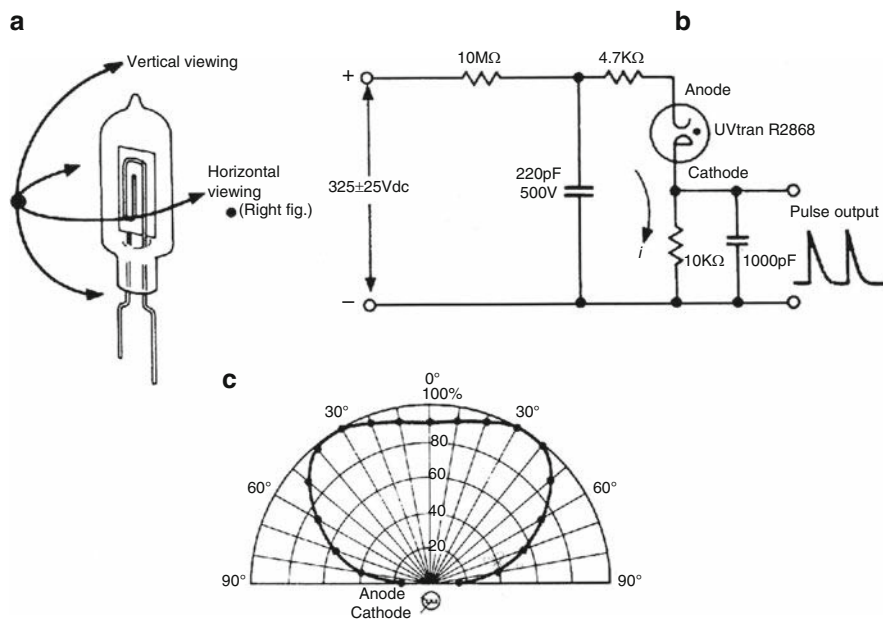 a
Vertical viewing
Horizontal
viewing
(Right fig.)
b
10MΩ
4.7KΩ
+
Anode
UVtran R2868
Cathode
220pF
500V
325±25Vdc
i
10KΩ
1000pF
Pulse output
−
c
0°
100%
30°
30°
80
60
40
20
60°
60°
90°
90°
Anode
Cathode